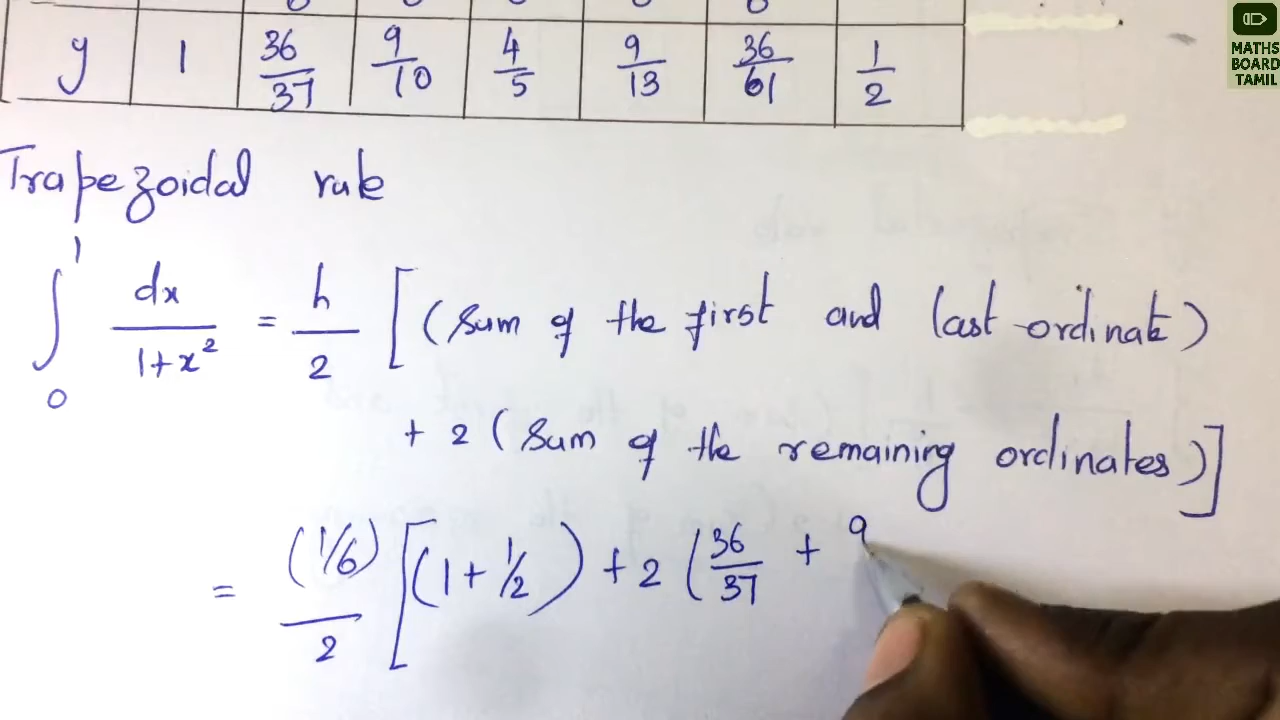 y 1 36/37 9/10 4/5 9/13 36/61 1/2
MATHS
BOARD
TAMIL
Trapezoidal rule
∫₀¹ dx/(1+x²) = h/2 [(Sum of the first and last ordinate)
+ 2 (Sum of the remaining ordinates)]
= (1/6)/2 [(1 + 1/2) + 2 (36/37 + 9